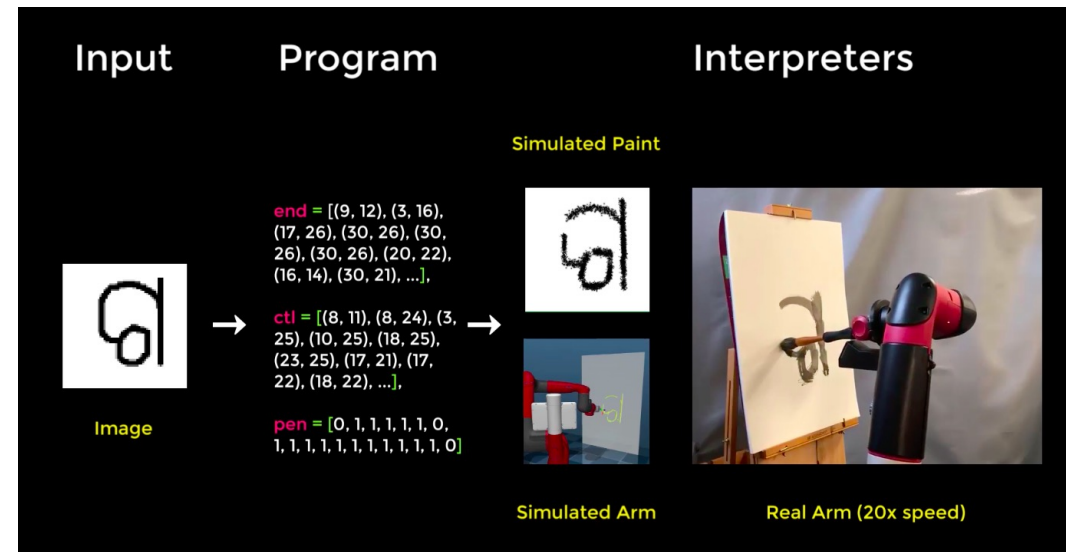 Input
Program
Interpreters
Simulated Paint
end = [(9, 12), (3, 16),
(17, 26), (30, 26), (30,
26), (30, 26), (20, 22),
(16, 14), (30, 21), ...],
ctl = [(8, 11), (8, 24), (3,
25), (10, 25), (18, 25),
(23, 25), (17, 21), (17,
22), (18, 22), ...],
pen = [0, 1, 1, 1, 1, 1, 1, 0,
1, 1, 1, 1, 1, 1, 1, 1, 1, 1, 1, 0]
→
→
Image
Simulated Arm
Real Arm (20x speed)